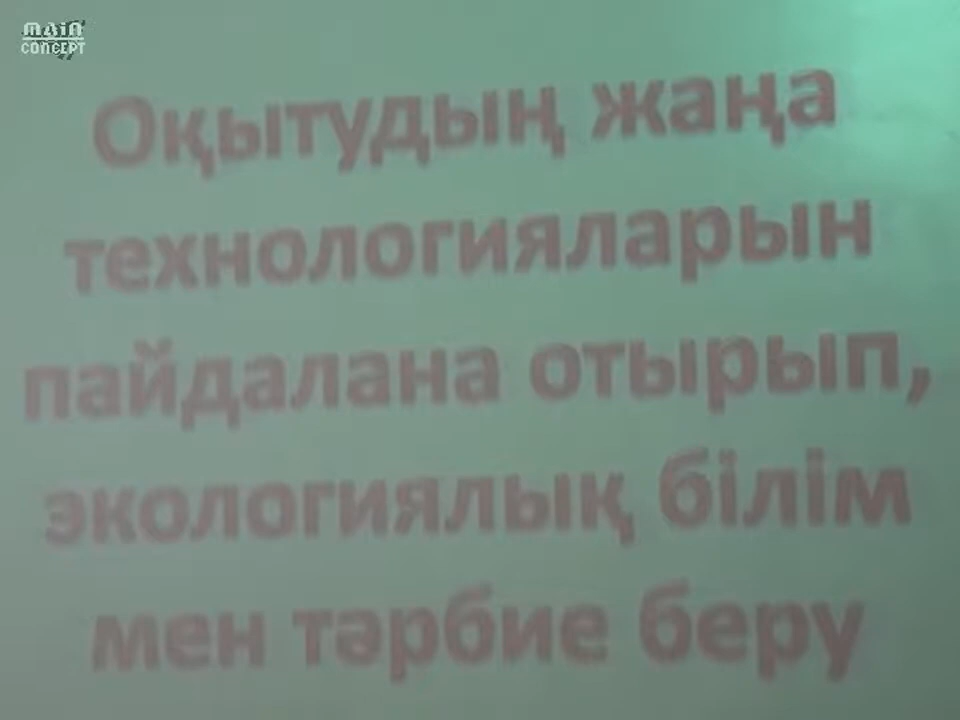 MAIN
CONCEPT
Оқытудың жаңа
технологияларын
пайдалана отырып,
экологиялық білім
мен тәрбие беру